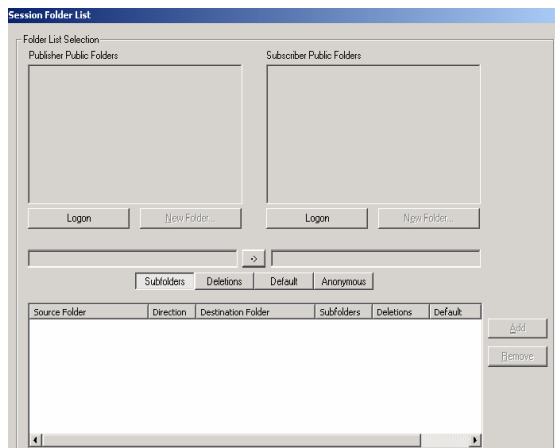 Session Folder List
Folder List Selection
Publisher Public Folders Subscriber Public Folders
Logon New Folder... Logon New Folder...
->
Subfolders Deletions Default Anonymous
Source Folder Direction Destination Folder Subfolders Deletions Default
Add
Remove